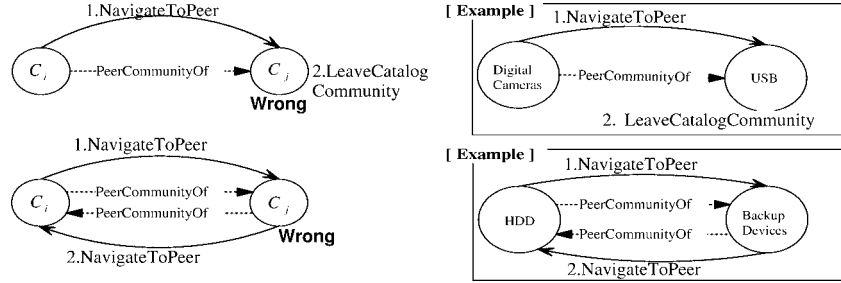 1.NavigateToPeer
C i
PeerCommunityOf
C j
2.LeaveCatalog
Community
Wrong
[ Example ]
1.NavigateToPeer
Digital
Cameras
PeerCommunityOf
USB
2. LeaveCatalogCommunity
1.NavigateToPeer
C i
PeerCommunityOf
PeerCommunityOf
C j
Wrong
2.NavigateToPeer
[ Example ]
1.NavigateToPeer
HDD
PeerCommunityOf
PeerCommunityOf
Backup
Devices
2.NavigateToPeer